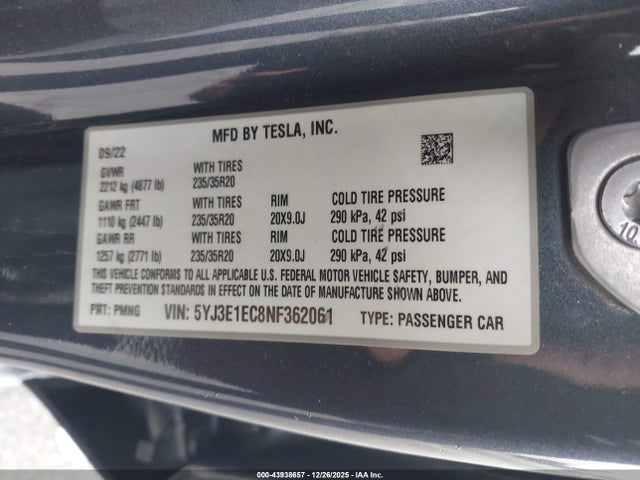 MFD BY TESLA, INC.
09/22
GVWR WITH TIRES
2212 kg (4877 lb) 235/35R20
GAWR FRT WITH TIRES RIM COLD TIRE PRESSURE
1110 kg (2447 lb) 235/35R20 20X9.0J 290 kPa, 42 psi
GAWR RR WITH TIRES RIM COLD TIRE PRESSURE
1257 kg (2771 lb) 235/35R20 20X9.0J 290 kPa, 42 psi
THIS VEHICLE CONFORMS TO ALL APPLICABLE U.S. FEDERAL MOTOR VEHICLE SAFETY, BUMPER, AND
THEFT PREVENTION STANDARDS IN EFFECT ON THE DATE OF MANUFACTURE SHOWN ABOVE.
PNT: PMNG VIN: 5YJ3E1EC8NF362061 TYPE: PASSENGER CAR
10.
000-43938657 - 12/26/2025 - IAA Inc.